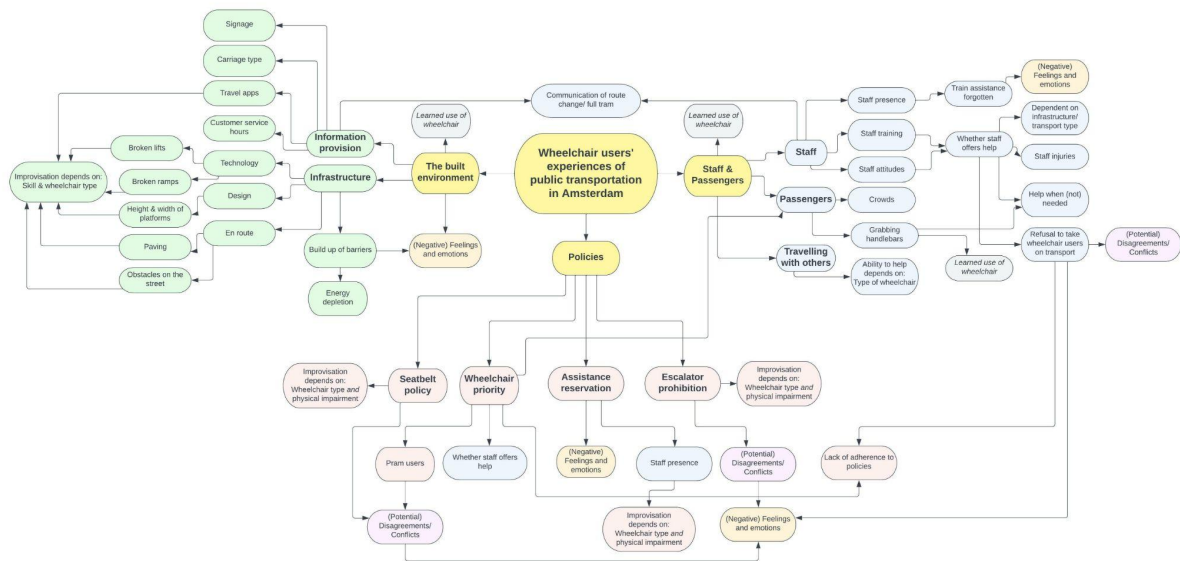 Signage
Carriage type
Travel apps
Customer service
hours
Information
provision
Broken lifts
Technology
Infrastructure
Improvisation depends on:
Skill & wheelchair type
Broken ramps
Design
Height & width of
platforms
En route
Paving
Build up of barriers
Obstacles on the
street
Energy
depletion
Learned use of
wheelchair
The built
environment
(Negative) Feelings
and emotions
Communication of route
change/ full tram
Wheelchair users'
experiences of
public transportation
in Amsterdam
Policies
Learned use of
wheelchair
Staff &
Passengers
Staff
Passengers
Travelling
with others
Staff presence
Staff training
Staff attitudes
Crowds
Grabbing
handlebars
Ability to help
depends on:
Type of wheelchair
Train assistance
forgotten
Whether staff
offers help
(Negative)
Feelings and
emotions
Dependent on
infrastructure/
transport type
Staff injuries
Help when (not)
needed
Refusal to take
wheelchair users
on transport
(Potential)
Disagreements/
Conflicts
Learned use of
wheelchair
Improvisation
depends on:
Wheelchair type and
physical impairment
Seatbelt
policy
Wheelchair
priority
Assistance
reservation
Escalator
prohibition
Improvisation
depends on:
Wheelchair type and
physical impairment
Pram users
Whether staff offers
help
(Negative)
Feelings and
emotions
Staff presence
(Potential)
Disagreements/
Conflicts
Lack of adherence to
policies
(Potential)
Disagreements/
Conflicts
Improvisation
depends on:
Wheelchair type and
physical impairment
(Negative) Feelings
and emotions